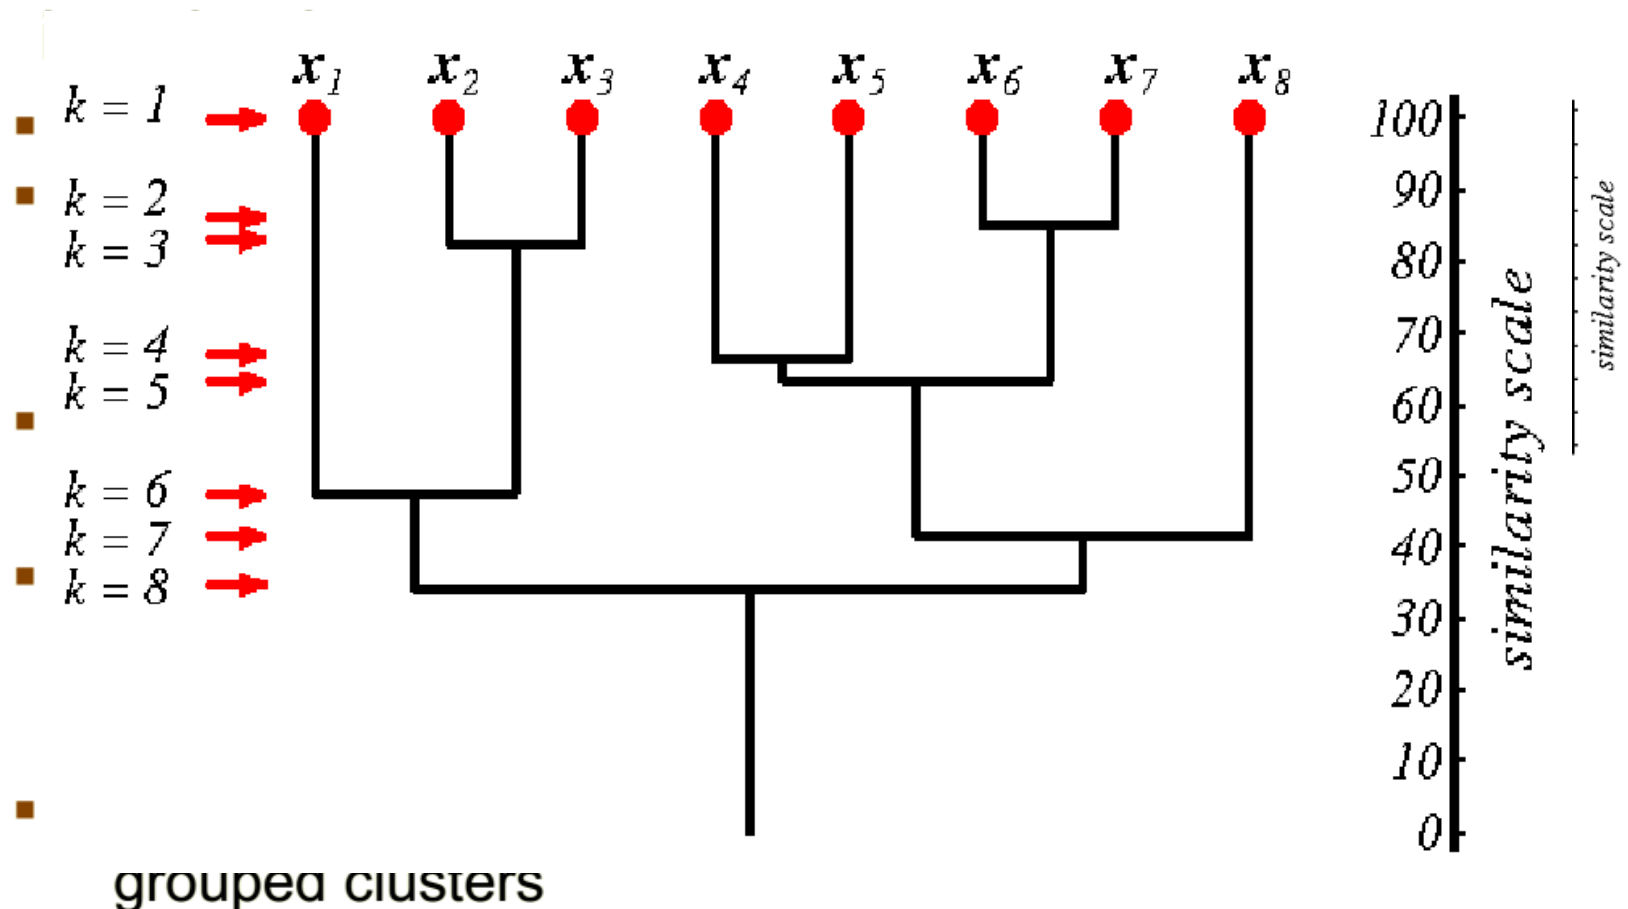 x1 x2 x3 x4 x5 x6 x7 x8
k = 1
k = 2
k = 3
k = 4
k = 5
k = 6
k = 7
k = 8
100
90
80
70
60
50
40
30
20
10
0
similarity scale
similarity scale
grouped clusters